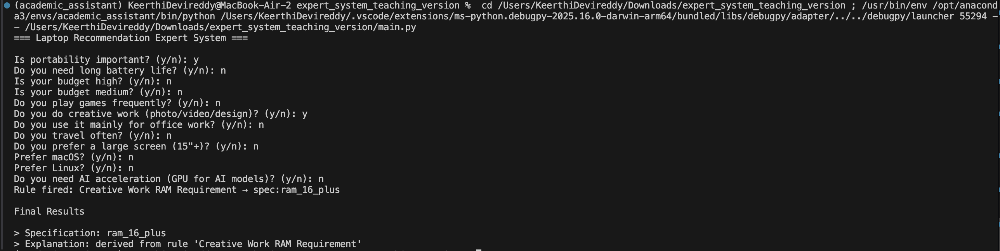 (academic_assistant) KeerthiDevireddy@MacBook-Air-2 expert_system_teaching_version %  cd /Users/KeerthiDevireddy/Downloads/expert_system_teaching_version ; /usr/bin/env /opt/anacond
a3/envs/academic_assistant/bin/python /Users/KeerthiDevireddy/.vscode/extensions/ms-python.debugpy-2025.16.0-darwin-arm64/bundled/libs/debugpy/adapter/../../debugpy/launcher 55294 -
- /Users/KeerthiDevireddy/Downloads/expert_system_teaching_version/main.py
=== Laptop Recommendation Expert System ===
Is portability important? (y/n): y
Do you need long battery life? (y/n): n
Is your budget high? (y/n): n
Is your budget medium? (y/n): n
Do you play games frequently? (y/n): n
Do you do creative work (photo/video/design)? (y/n): y
Do you use it mainly for office work? (y/n): n
Do you travel often? (y/n): n
Do you prefer a large screen (15"+)? (y/n): n
Prefer macOS? (y/n): n
Prefer Linux? (y/n): n
Do you need AI acceleration (GPU for AI models)? (y/n): n
Rule fired: Creative Work RAM Requirement → spec:ram_16_plus
Final Results
> Specification: ram_16_plus
> Explanation: derived from rule 'Creative Work RAM Requirement'